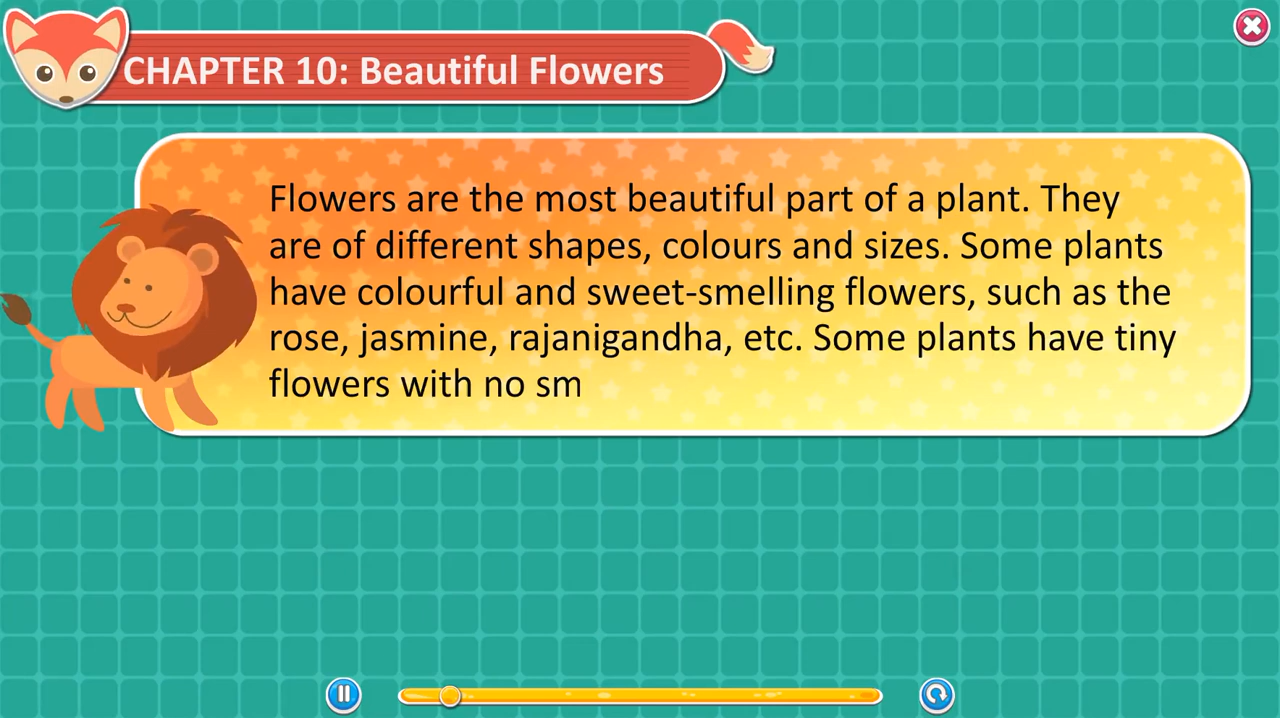 CHAPTER 10: Beautiful Flowers
Flowers are the most beautiful part of a plant. They
are of different shapes, colours and sizes. Some plants
have colourful and sweet-smelling flowers, such as the
rose, jasmine, rajanigandha, etc. Some plants have tiny
flowers with no sm